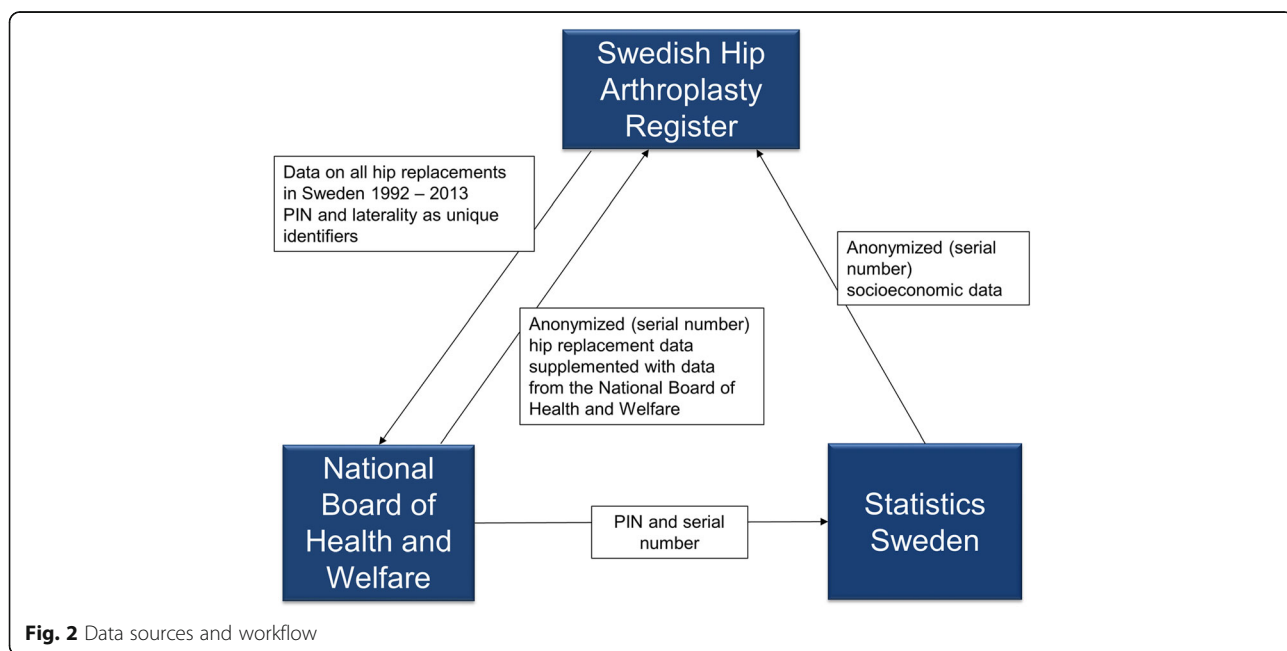 Swedish Hip
Arthroplasty
Register
Data on all hip replacements
in Sweden 1992 – 2013
PIN and laterality as unique
identifiers
Anonymized (serial
number)
socioeconomic data
Anonymized (serial number)
hip replacement data
supplemented with data
from the National Board of
Health and Welfare
National
Board of
Health and
Welfare
PIN and serial
number
Statistics
Sweden
Fig. 2 Data sources and workflow